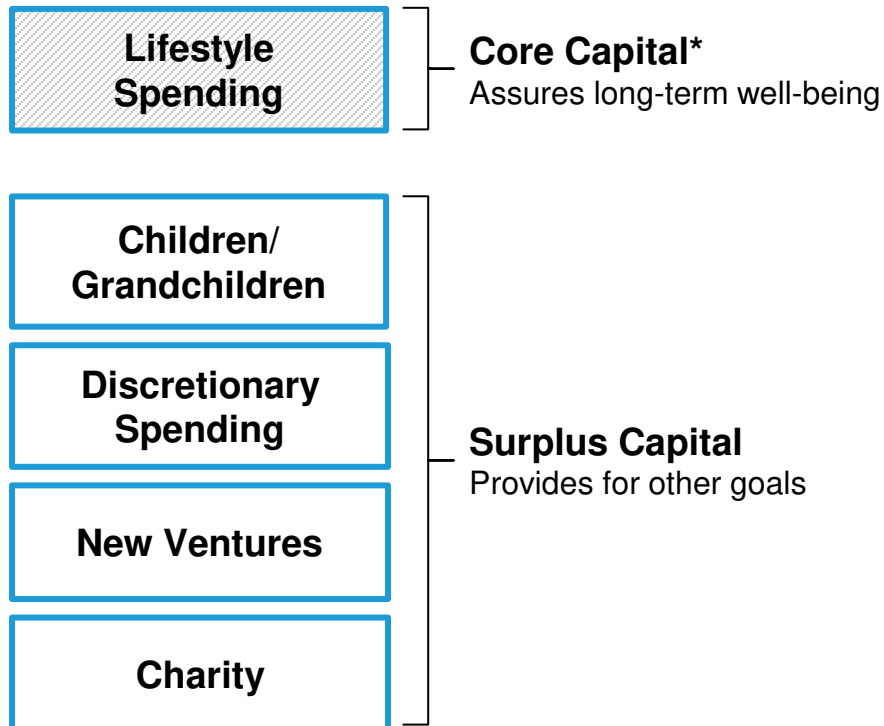 Lifestyle
Spending
Core Capital*
Assures long-term well-being
Children/
Grandchildren
Discretionary
Spending
Surplus Capital
Provides for other goals
New Ventures
Charity